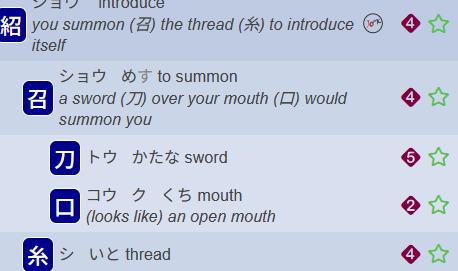 ショウ introduce
紹 you summon (召) the thread (糸) to introduce 4
itself
ショウ めす to summon
召 a sword (刀) over your mouth (口) would 4
summon you
刀 トウ かたな sword 5
口 コウ ク くち mouth 2
(looks like) an open mouth
糸 シ いと thread 4